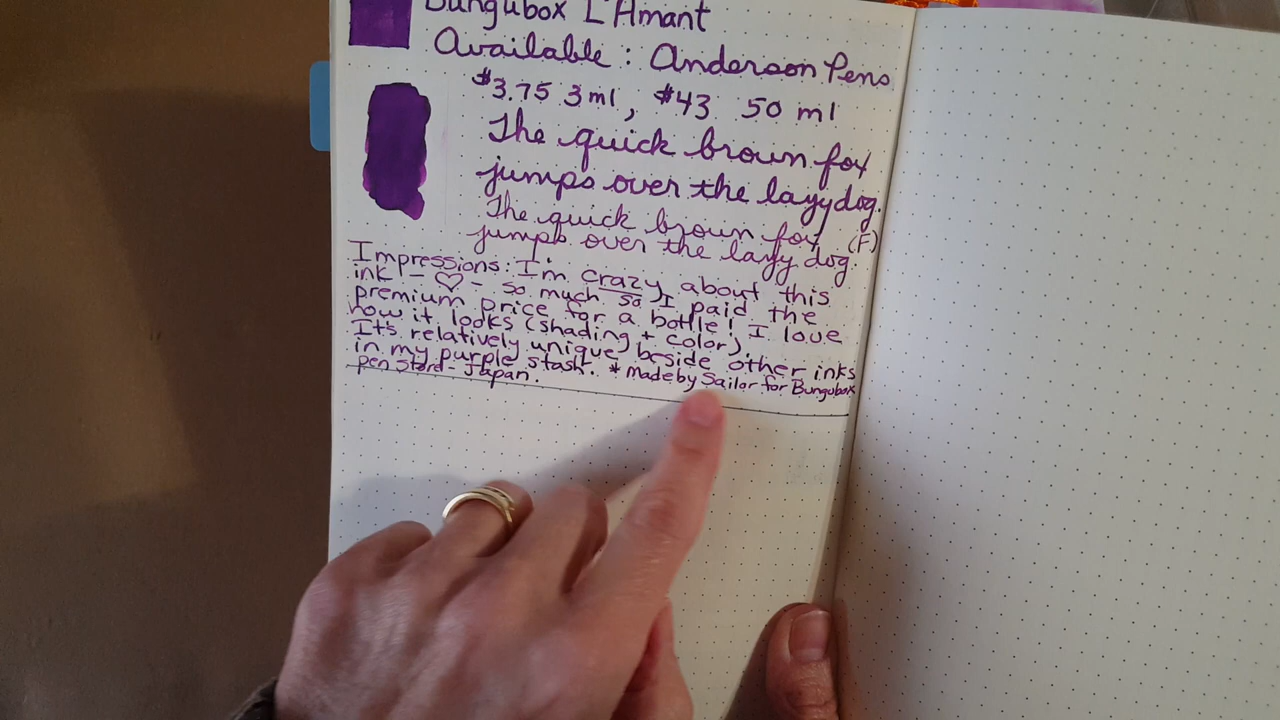 Bungubox L'Amant
Available: Anderson Pens
$3.75 3ml, $43 50 ml
The quick brown fox
jumps over the lazy dog.
The quick brown fox (F)
jumps over the lazy dog.
Impressions: I'm crazy about this
ink - ♡ - so much so, I paid the
premium price for a bottle! I love
how it looks (shading + color).
It's relatively unique beside other inks
in my purple stash. * made by Sailor for Bungubox
pen store - Japan.